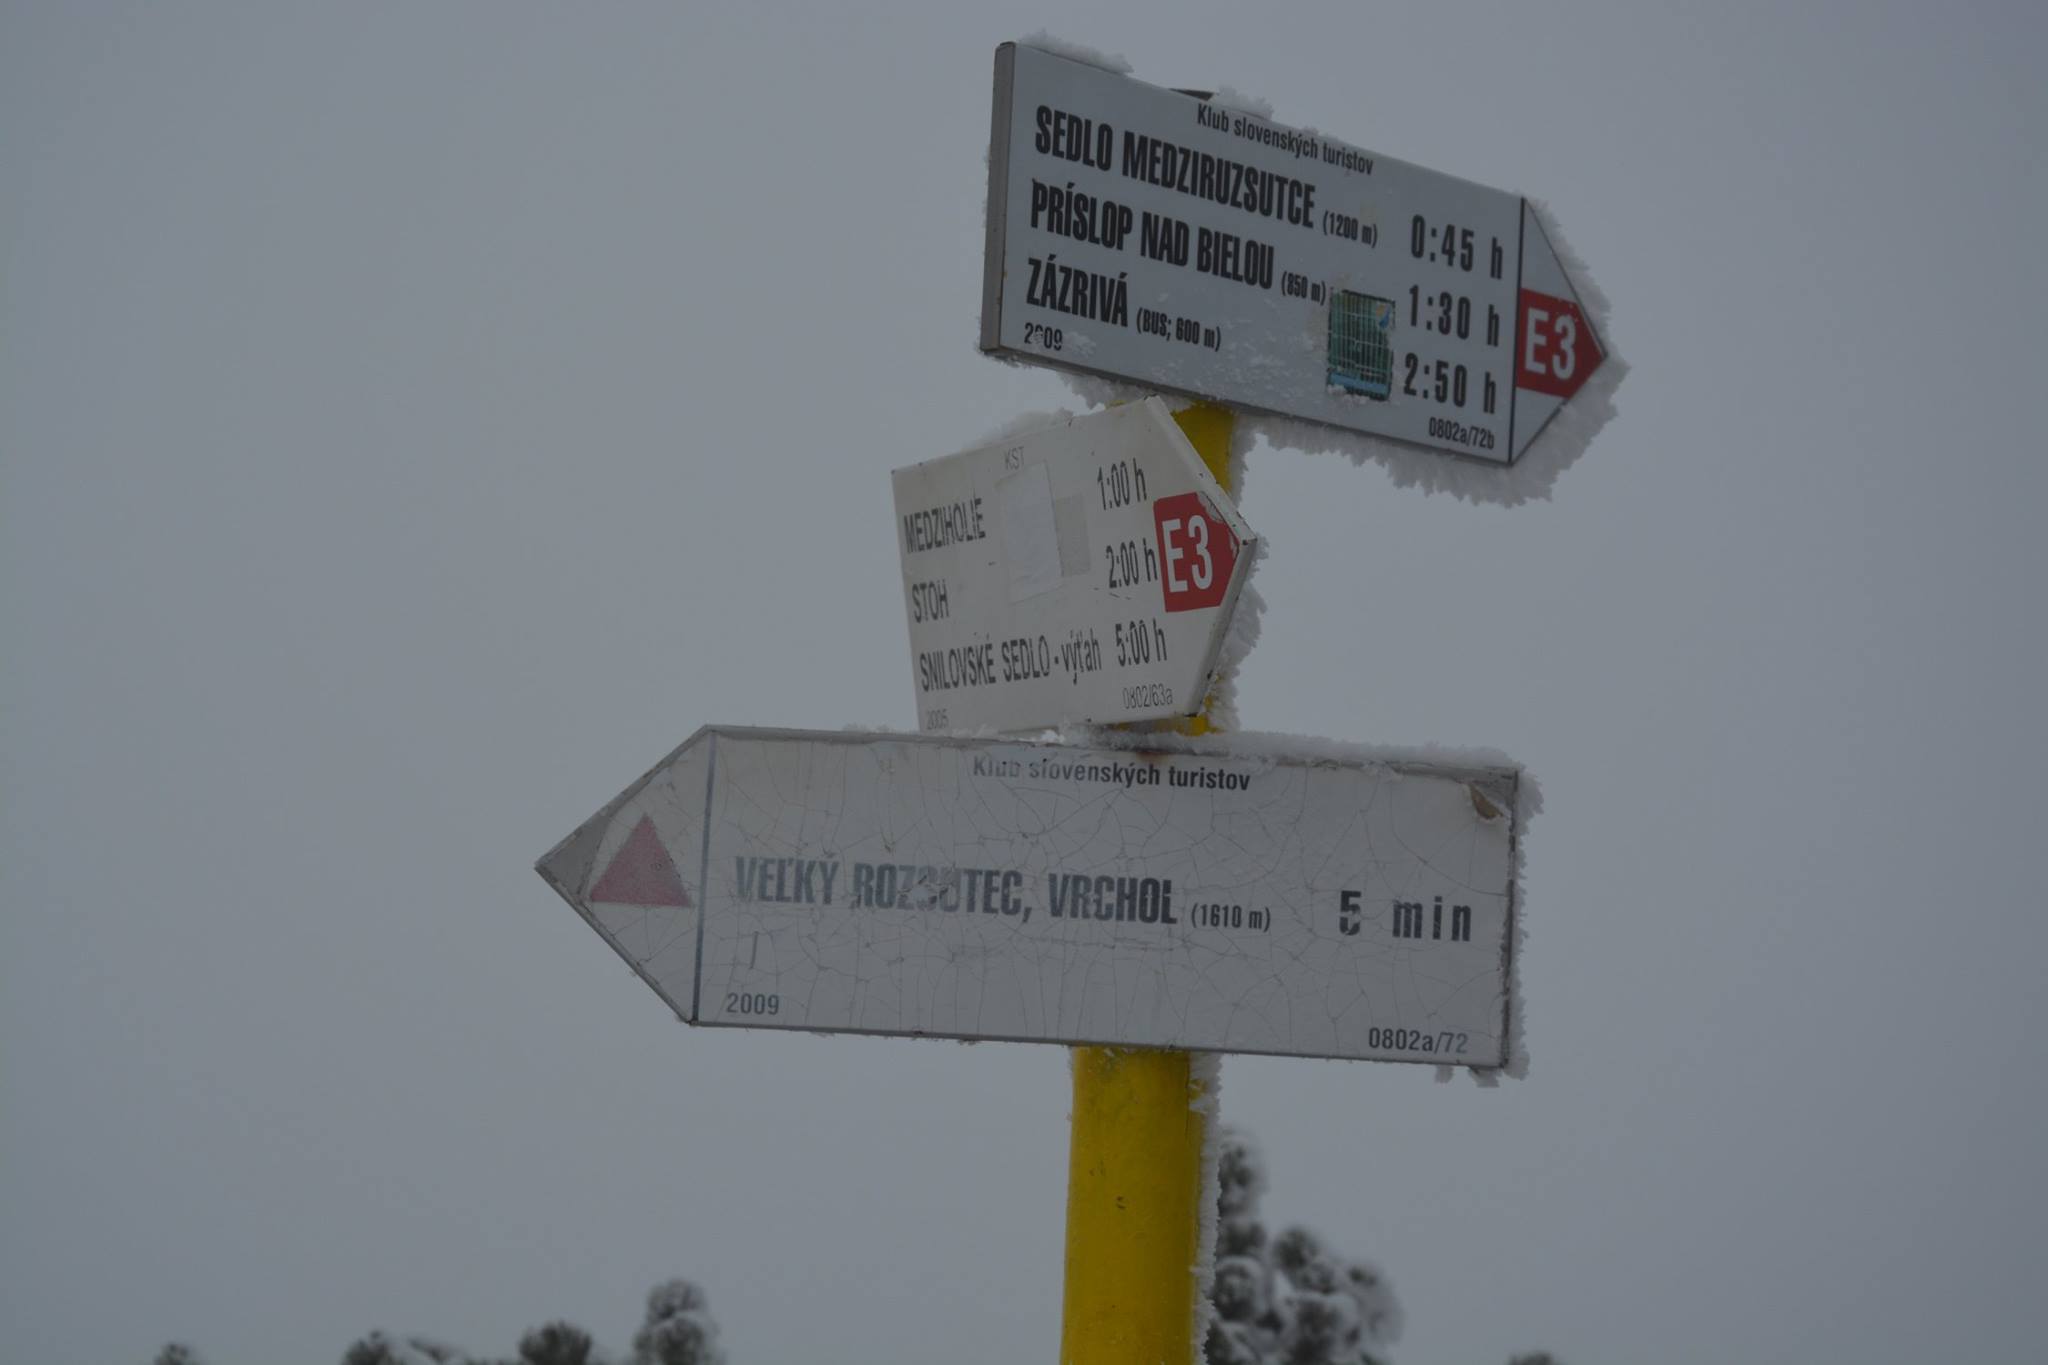 Klub slovenských turistov
SEDLO MEDZIRUZSUTCE (1200 m) 0:45 h
PRÍSLOP NAD BIELOU (850 m) 1:30 h
ZÁZRIVÁ (BUS; 600 m) 2:50 h
2009 0802a/72b
E3
KST
MEDZIHOLIE 1:00 h
STOH 2:00 h
SNILOVSKÉ SEDLO - výťah 5:00 h
2005 0802/63a
E3
Klub slovenských turistov
VEĽKÝ ROZSUTEC, VRCHOL (1610 m) 5 min
2009 0802a/72